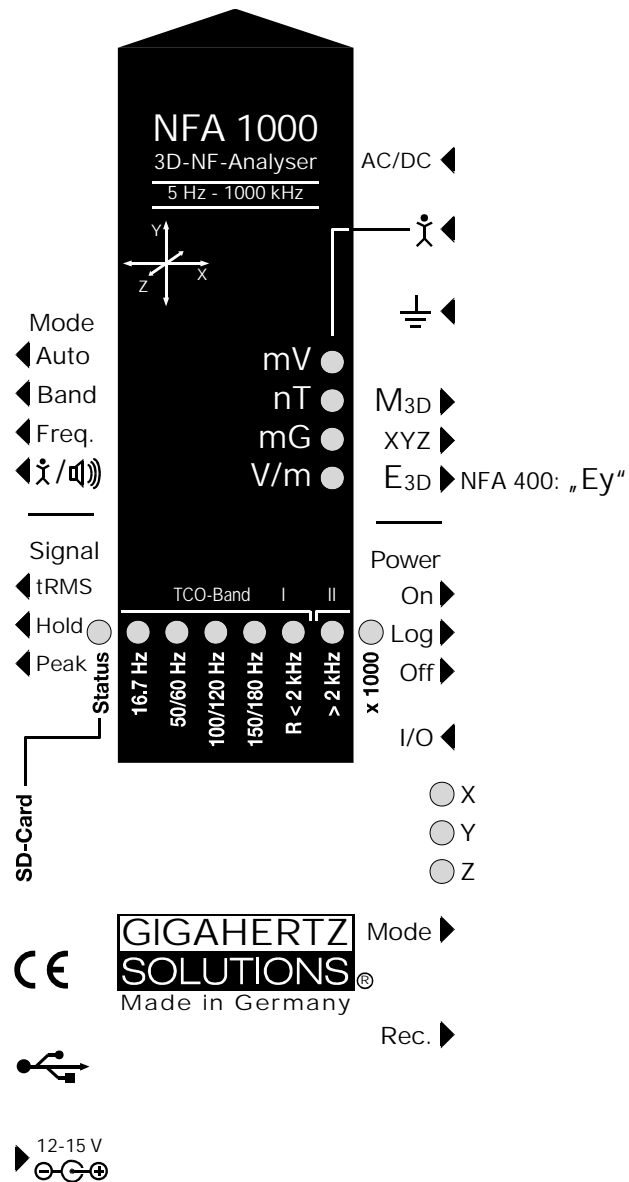 NFA 1000
3D-NF-Analyser
5 Hz - 1000 kHz
Y
X
Z
AC/DC
Mode
Auto
Band
Freq.
/
Signal
tRMS
Hold
Peak
mV
nT
mG
V/m
M3D
XYZ
E3D NFA 400: „Ey“
Power
On
Log
Off
I/O
TCO-Band I II
Status
16.7 Hz
50/60 Hz
100/120 Hz
150/180 Hz
R < 2 kHz
> 2 kHz
x 1000
SD-Card
X
Y
Z
Mode
Rec.
GIGAHERTZ
SOLUTIONS ®
Made in Germany
CE
12-15 V